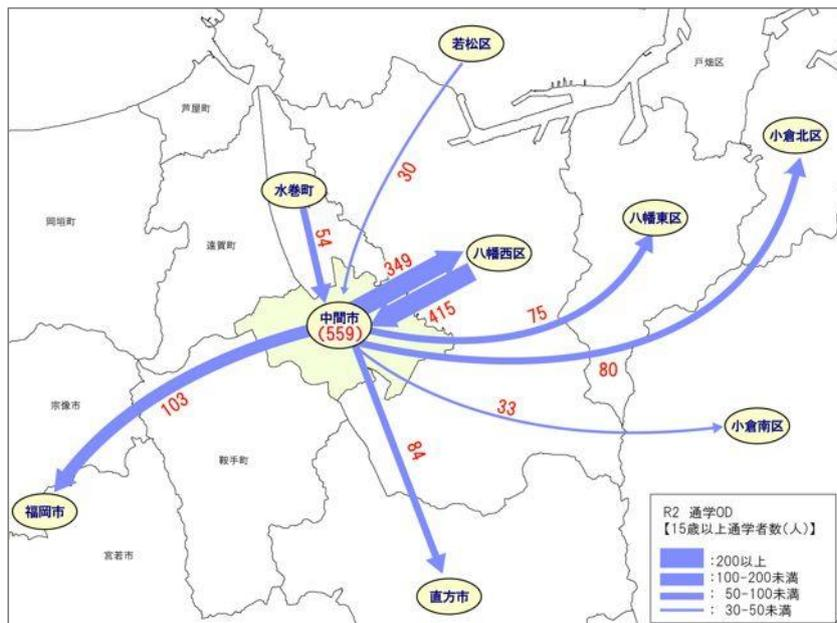 若松区
戸畑区
芦屋町
小倉北区
30
水巻町
岡垣町
八幡東区
遠賀町
54
八幡西区
349
中間市
(559)
415
75
80
103
33
宗像市
84
小倉南区
鞍手町
福岡市
宮若市
直方市
R2 通学OD
【15歳以上通学者数(人)】
:200以上
:100-200未満
: 50-100未満
: 30-50未満